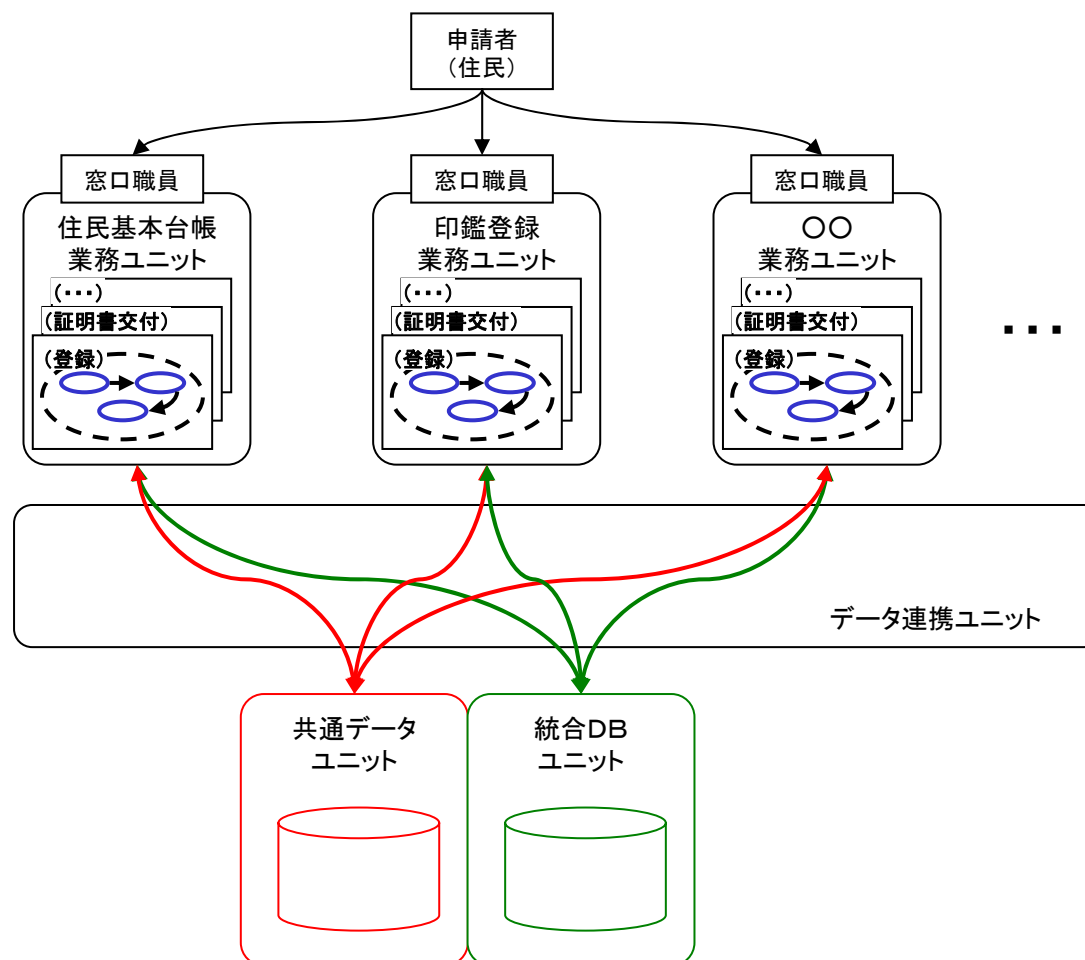 申請者
(住民)
窓口職員
窓口職員
窓口職員
住民基本台帳
業務ユニット
(･･･)
(証明書交付)
(登録)
印鑑登録
業務ユニット
(･･･)
(証明書交付)
(登録)
○○
業務ユニット
(･･･)
(証明書交付)
(登録)
･･･
データ連携ユニット
共通データ
ユニット
統合DB
ユニット